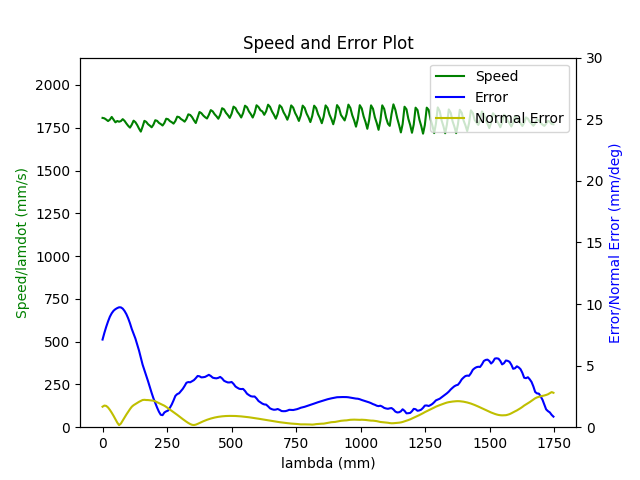 Speed and Error Plot
Speed
Error
Normal Error
2000
1750
1500
1250
1000
750
500
250
0
Speed/lamdot (mm/s)
30
25
20
15
10
5
0
Error/Normal Error (mm/deg)
0 250 500 750 1000 1250 1500 1750
lambda (mm)